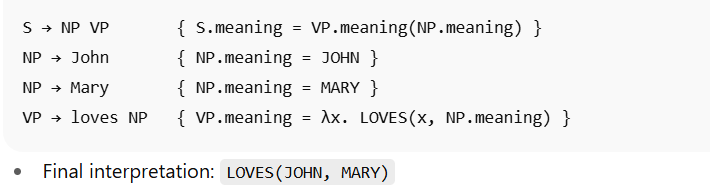 S → NP VP { S.meaning = VP.meaning(NP.meaning) }
NP → John { NP.meaning = JOHN }
NP → Mary { NP.meaning = MARY }
VP → loves NP { VP.meaning = λx. LOVES(x, NP.meaning) }
• Final interpretation: LOVES(JOHN, MARY)